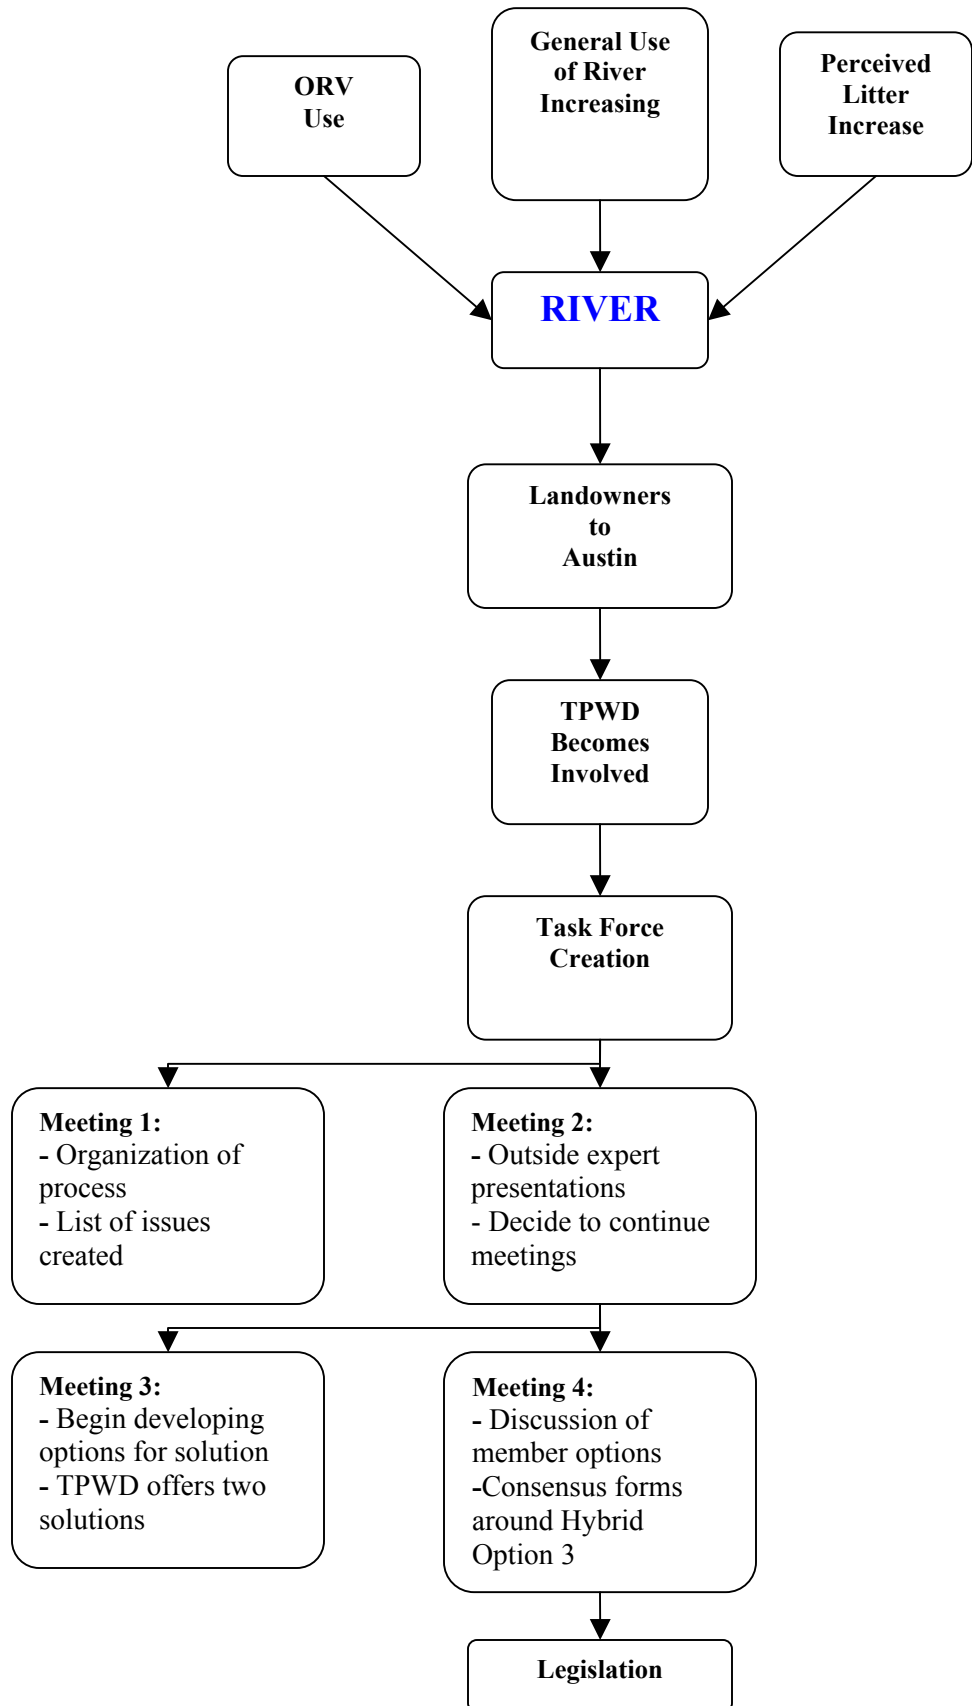 ORV
Use
General Use
of River
Increasing
Perceived
Litter
Increase
RIVER
Landowners
to
Austin
TPWD
Becomes
Involved
Task Force
Creation
Meeting 1:
- Organization of
process
- List of issues
created
Meeting 2:
- Outside expert
presentations
- Decide to continue
meetings
Meeting 3:
- Begin developing
options for solution
- TPWD offers two
solutions
Meeting 4:
- Discussion of
member options
-Consensus forms
around Hybrid
Option 3
Legislation